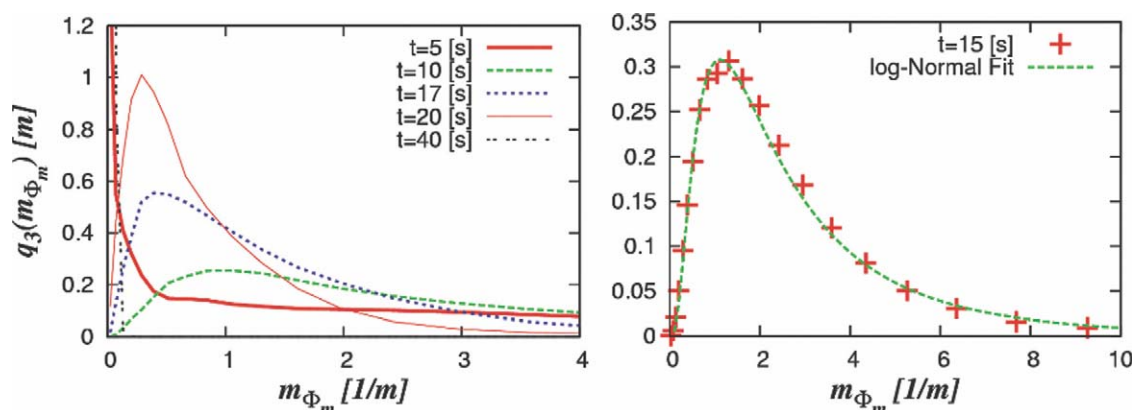 1.2
1
0.8
0.6
0.4
0.2
0
q3(mΦm) [m]
t=5 [s]
t=10 [s]
t=17 [s]
t=20 [s]
t=40 [s]
0 1 2 3 4
mΦm [1/m]
0.35
0.3
0.25
0.2
0.15
0.1
0.05
0
t=15 [s]
log-Normal Fit
0 2 4 6 8 10
mΦm [1/m]